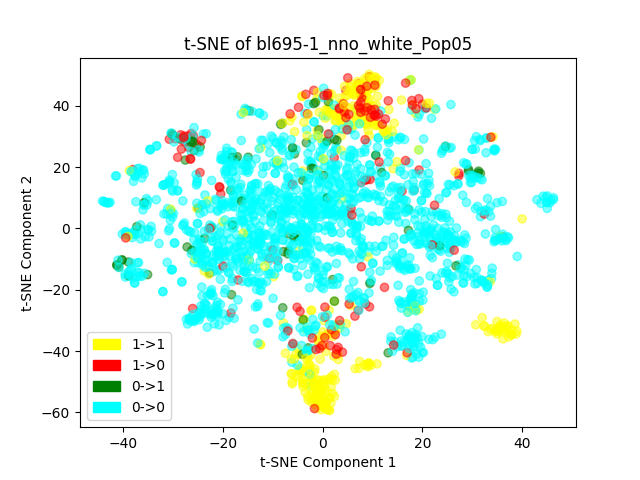 t-SNE of bl695-1_nno_white_Pop05
t-SNE Component 2
40
20
0
−20
−40
−60
1->1
1->0
0->1
0->0
−40 −20 0 20 40
t-SNE Component 1